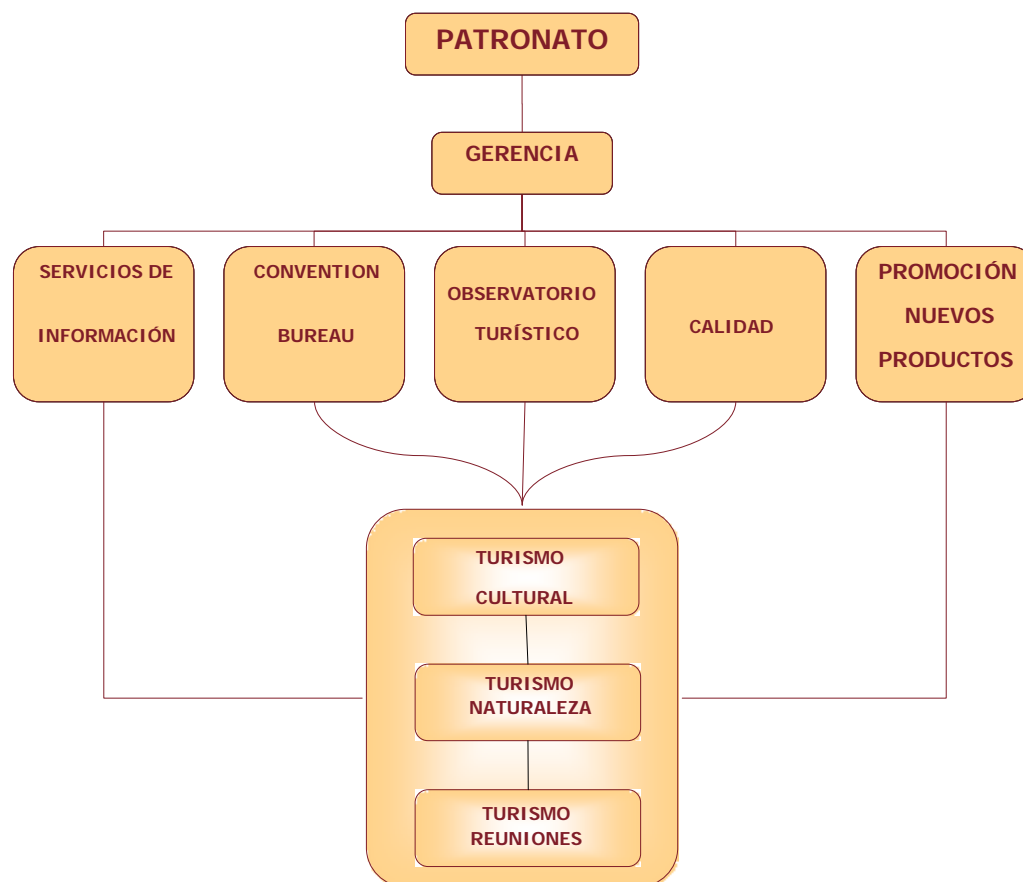 PATRONATO
GERENCIA
SERVICIOS DE
INFORMACIÓN
CONVENTION
BUREAU
OBSERVATORIO
TURÍSTICO
CALIDAD
PROMOCIÓN
NUEVOS
PRODUCTOS
TURISMO
CULTURAL
TURISMO
NATURALEZA
TURISMO
REUNIONES